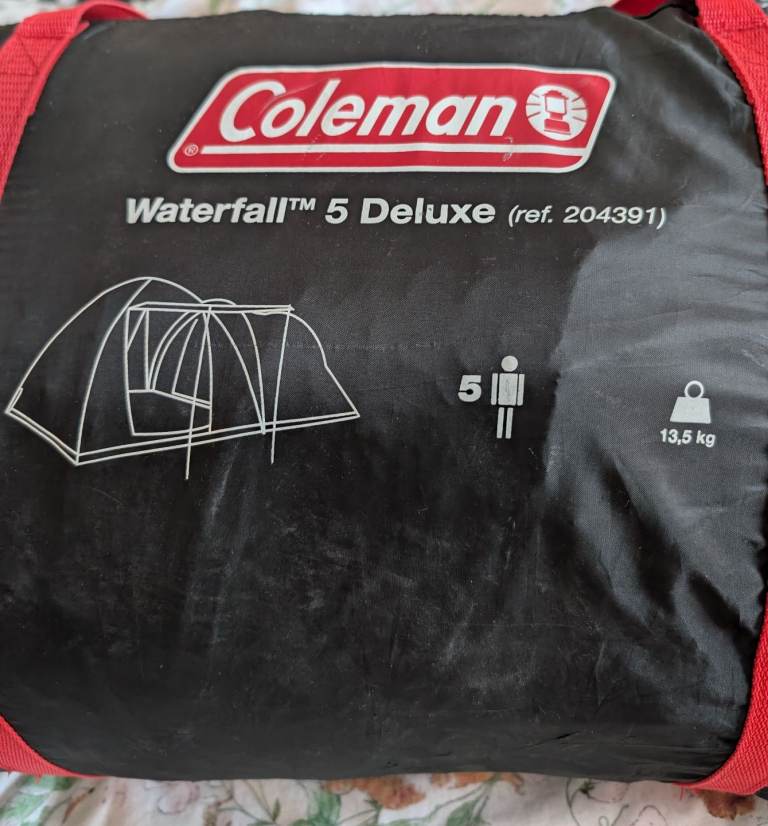 Coleman
®
Waterfall™ 5 Deluxe (ref. 204391)
5
13,5 kg